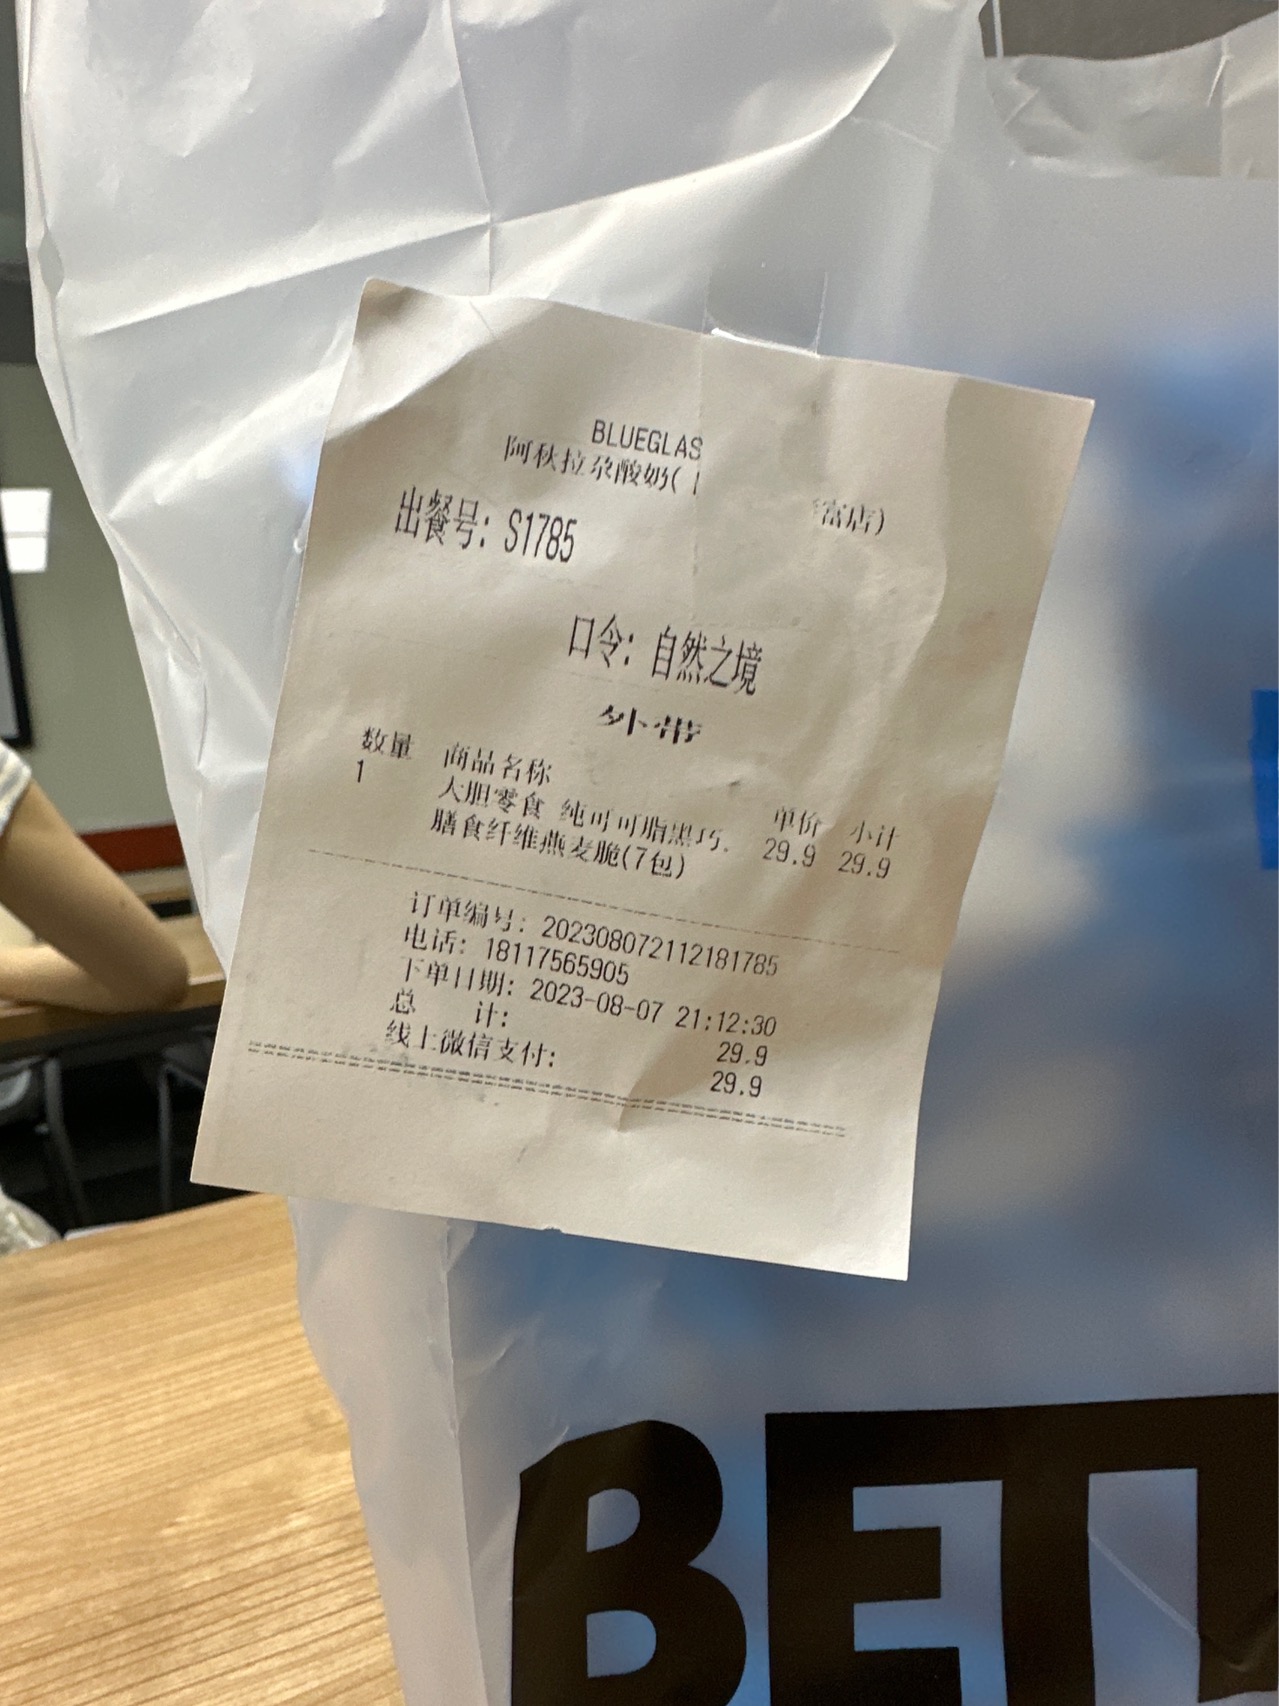 BLUEGLAS
阿秋拉尕酸奶(
富店)
出餐号: S1785
口令: 自然之境
外带
数量 商品名称 单价 小计
1 大胆零食 纯可可脂黑巧. 29.9 29.9
膳食纤维燕麦脆(7包)
订单编号: 202308072112181785
电话: 18117565905
下单日期: 2023-08-07 21:12:30
总 计: 29.9
线上微信支付: 29.9
BET